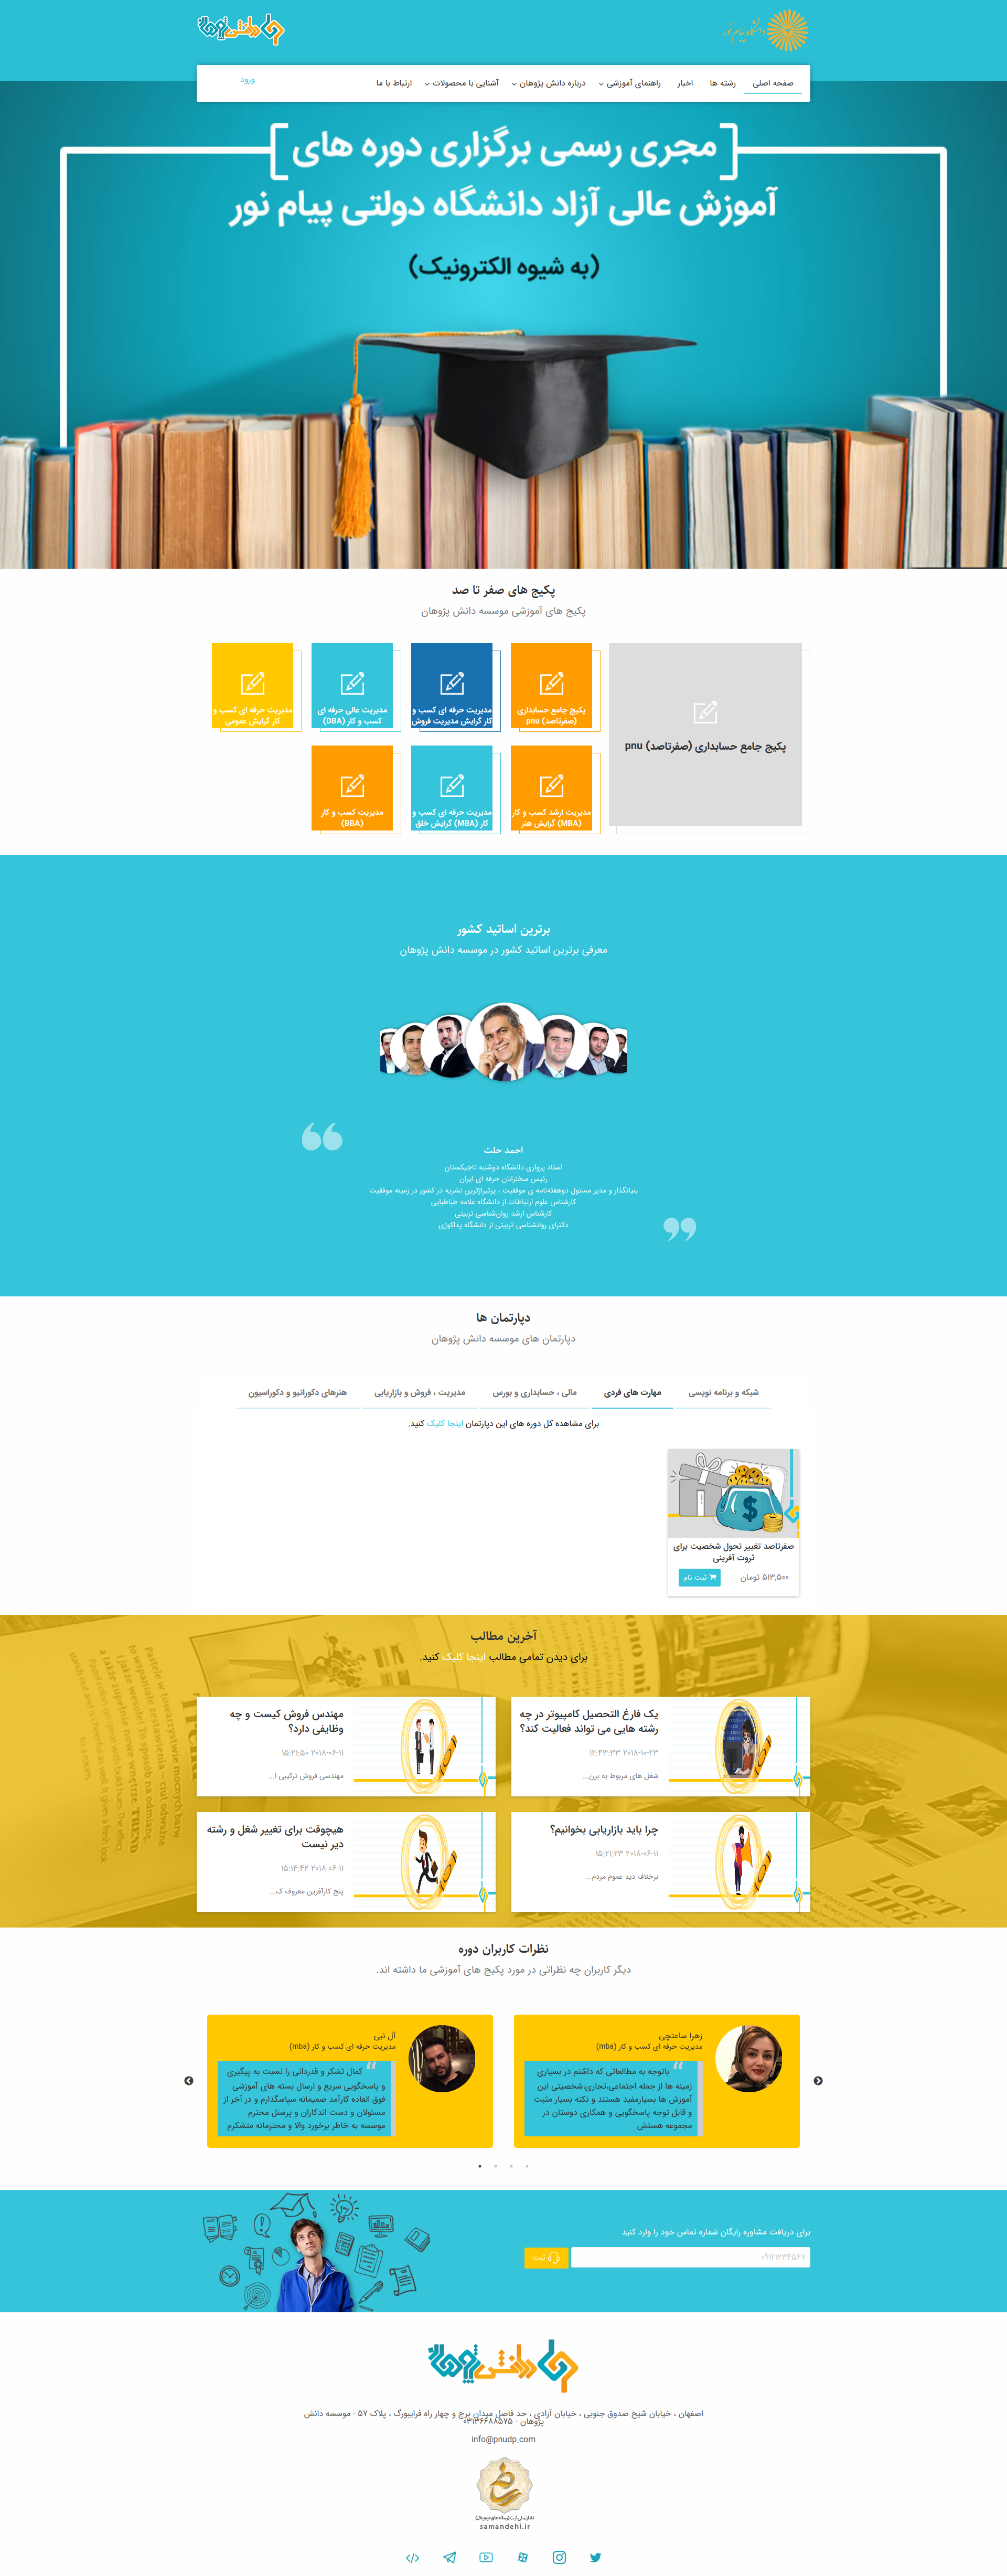 دانشگاه پیام نور
دانش پژوهان
صفحه اصلی
رشته ها
اخبار
راهنمای آموزشی
درباره دانش پژوهان
آشنایی با محصولات
ارتباط با ما
ورود
[مجری رسمی برگزاری دوره های]
آموزش عالی آزاد دانشگاه دولتی پیام نور
(به شیوه الکترونیک)
پکیج های صفر تا صد
پکیج های آموزشی موسسه دانش پژوهان
پکیج جامع حسابداری (صفرتاصد) pnu
پکیج جامع حسابداری
(صفرتاصد) pnu
مدیریت حرفه ای کسب و
کار گرایش مدیریت فروش
مدیریت عالی حرفه ای
کسب و کار (DBA)
مدیریت حرفه ای کسب و
کار گرایش عمومی
مدیریت ارشد کسب و کار
(MBA) گرایش هنر
مدیریت حرفه ای کسب و
کار (MBA) گرایش خلق
مدیریت کسب و کار
(BBA)
برترین اساتید کشور
معرفی برترین اساتید کشور در موسسه دانش پژوهان
احمد حلت
استاد پروازی دانشگاه دوشنبه تاجیکستان
رئیس سخنرانان حرفه ای ایران
بنیانگذار و مدیر مسئول دوهفته‌نامه ی موفقیت ، پرتیراژترین نشریه در کشور در زمینه موفقیت
کارشناس علوم ارتباطات از دانشگاه علامه طباطبایی
کارشناس ارشد روان‌شناسی تربیتی
دکترای روانشناسی تربیتی از دانشگاه پداکوژی
دپارتمان ها
دپارتمان های موسسه دانش پژوهان
شبکه و برنامه نویسی
مهارت های فردی
مالی ، حسابداری و بورس
مدیریت ، فروش و بازاریابی
هنرهای دکوراتیو و دکوراسیون
برای مشاهده کل دوره های این دپارتمان اینجا کلیک کنید.
صفرتاصد تغییر تحول شخصیت برای
ثروت آفرینی
۵۱۳,۵۰۰ تومان
ثبت نام
آخرین مطالب
برای دیدن تمامی مطالب اینجا کلیک کنید.
یک فارغ التحصیل کامپیوتر در چه
رشته هایی می تواند فعالیت کند؟
۲۰۱۸-۱۰-۲۳ ۱۲:۴۳:۳۳
شغل های مربوط به برن...
مهندس فروش کیست و چه
وظایفی دارد؟
۲۰۱۸-۰۶-۱۱ ۱۵:۲۱:۵۰
مهندسی فروش ترکیبی ا...
چرا باید بازاریابی بخوانیم؟
۲۰۱۸-۰۶-۱۱ ۱۵:۲۱:۲۳
برخلاف دید عموم مردم...
هیچوقت برای تغییر شغل و رشته
دیر نیست
۲۰۱۸-۰۶-۱۱ ۱۵:۱۴:۴۲
پنج کارآفرین معروف ک...
نظرات کاربران دوره
دیگر کاربران چه نظراتی در مورد پکیج های آموزشی ما داشته اند.
زهرا ساعتچی
مدیریت حرفه ای کسب و کار (mba)
باتوجه به مطالعاتی که داشتم در بسیاری
زمینه ها از جمله اجتماعی،تجاری،شخصیتی این
آموزش ها بسیارمفید هستند و نکته بسیار مثبت
و قابل توجه پاسخگویی و همکاری دوستان در
مجموعه هستش
آل نبی
مدیریت حرفه ای کسب و کار (mba)
کمال تشکر و قدردانی را نسبت به پیگیری
و پاسخگویی سریع و ارسال بسته های آموزشی
فوق العاده کارآمد صمیمانه سپاسگذارم و در آخر از
مسئولان و دست اندکاران و پرسنل محترم
موسسه به خاطر برخورد والا و محترمانه متشکرم
برای دریافت مشاوره رایگان شماره تماس خود را وارد کنید
۰۹۱۲۱۲۳۴۵۶۷
ثبت
دانش پژوهان
اصفهان ، خیابان شیخ صدوق جنوبی ، خیابان آزادی ، حد فاصل میدان برج و چهار راه فرایبورگ ، پلاک ۵۷ - موسسه دانش
پژوهان - ۰۳۱۳۶۶۸۸۵۷۵
info@pnudp.com
samandehi.ir